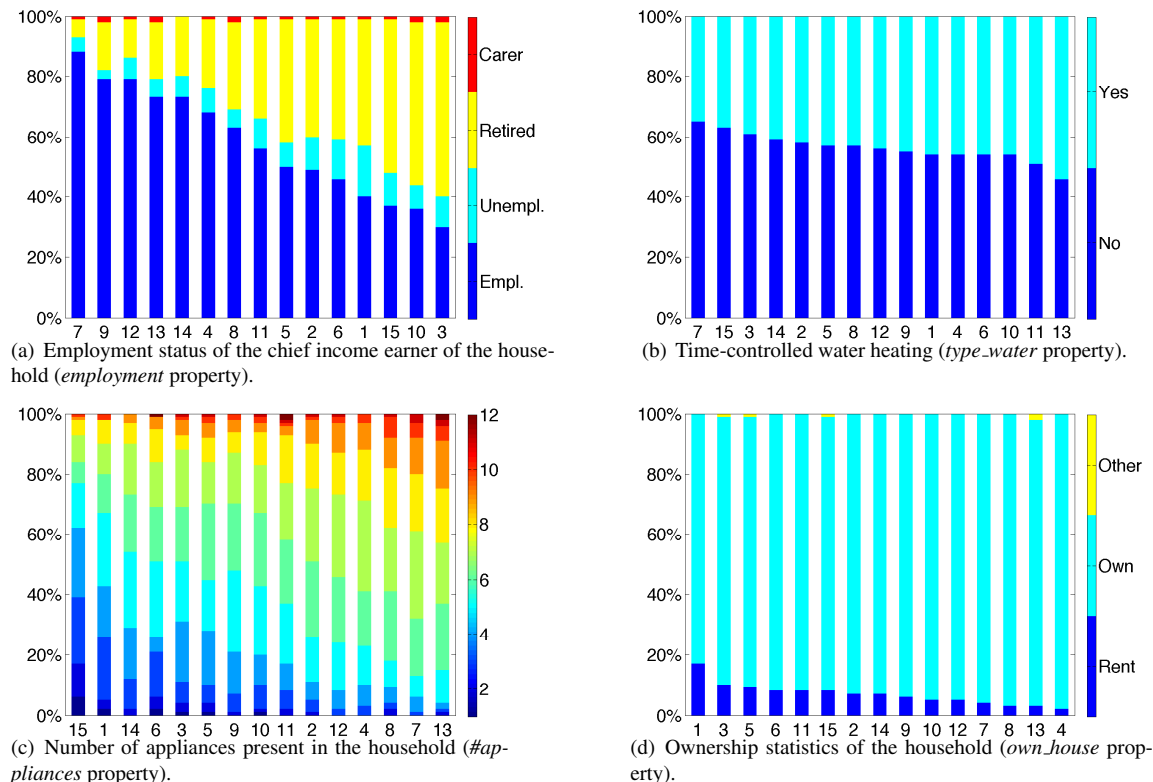 100%
80%
60%
40%
20%
0%
7 9 12 13 14 4 8 11 5 2 6 1 15 10 3
Carer
Retired
Unempl.
Empl.
(a) Employment status of the chief income earner of the house-
hold (employment property).
100%
80%
60%
40%
20%
0%
7 15 3 14 2 5 8 12 9 1 4 6 10 11 13
Yes
No
(b) Time-controlled water heating (type_water property).
100%
80%
60%
40%
20%
0%
15 1 14 6 3 5 9 10 11 2 12 4 8 7 13
12
10
8
6
4
2
(c) Number of appliances present in the household (#ap-
pliances property).
100%
80%
60%
40%
20%
0%
1 3 5 6 11 15 2 14 9 10 12 7 8 13 4
Other
Own
Rent
(d) Ownership statistics of the household (own_house prop-
erty).